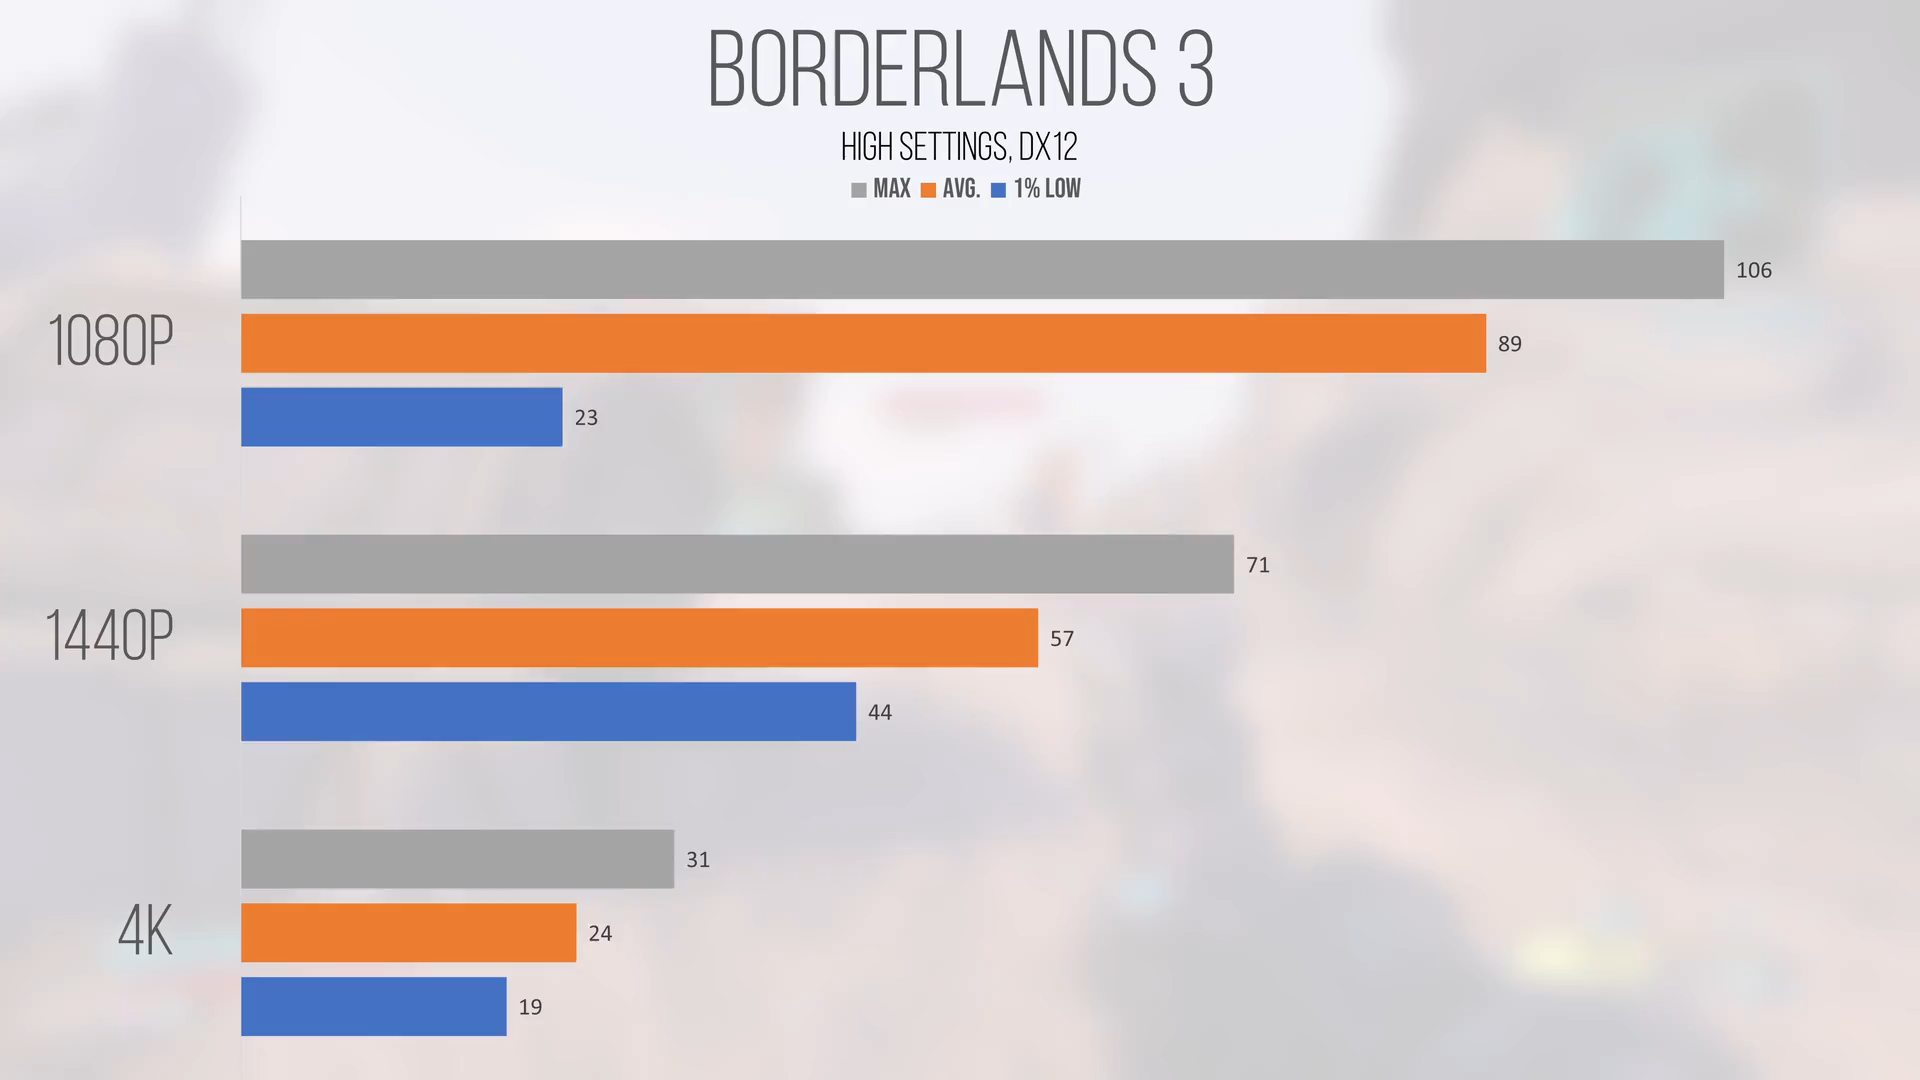 BORDERLANDS 3
HIGH SETTINGS, DX12
MAX AVG. 1% LOW
106
1080P
89
23
71
1440P
57
44
31
4K
24
19